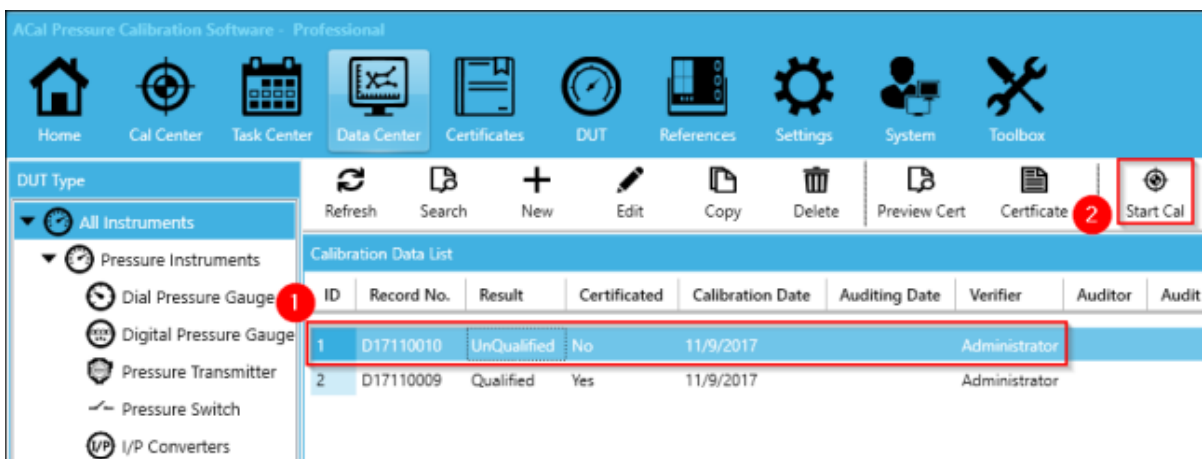 ACal Pressure Calibration Software - Professional
Home Cal Center Task Center Data Center Certificates DUT References Settings System Toolbox
DUT Type
Refresh Search New Edit Copy Delete Preview Cert Certficate 2 Start Cal
All Instruments
Calibration Data List
Pressure Instruments
ID Record No. Result Certificated Calibration Date Auditing Date Verifier Auditor Audit
Dial Pressure Gauge 1
1 D17110010 UnQualified No 11/9/2017 Administrator
Digital Pressure Gauge
2 D17110009 Qualified Yes 11/9/2017 Administrator
Pressure Transmitter
Pressure Switch
I/P I/P Converters